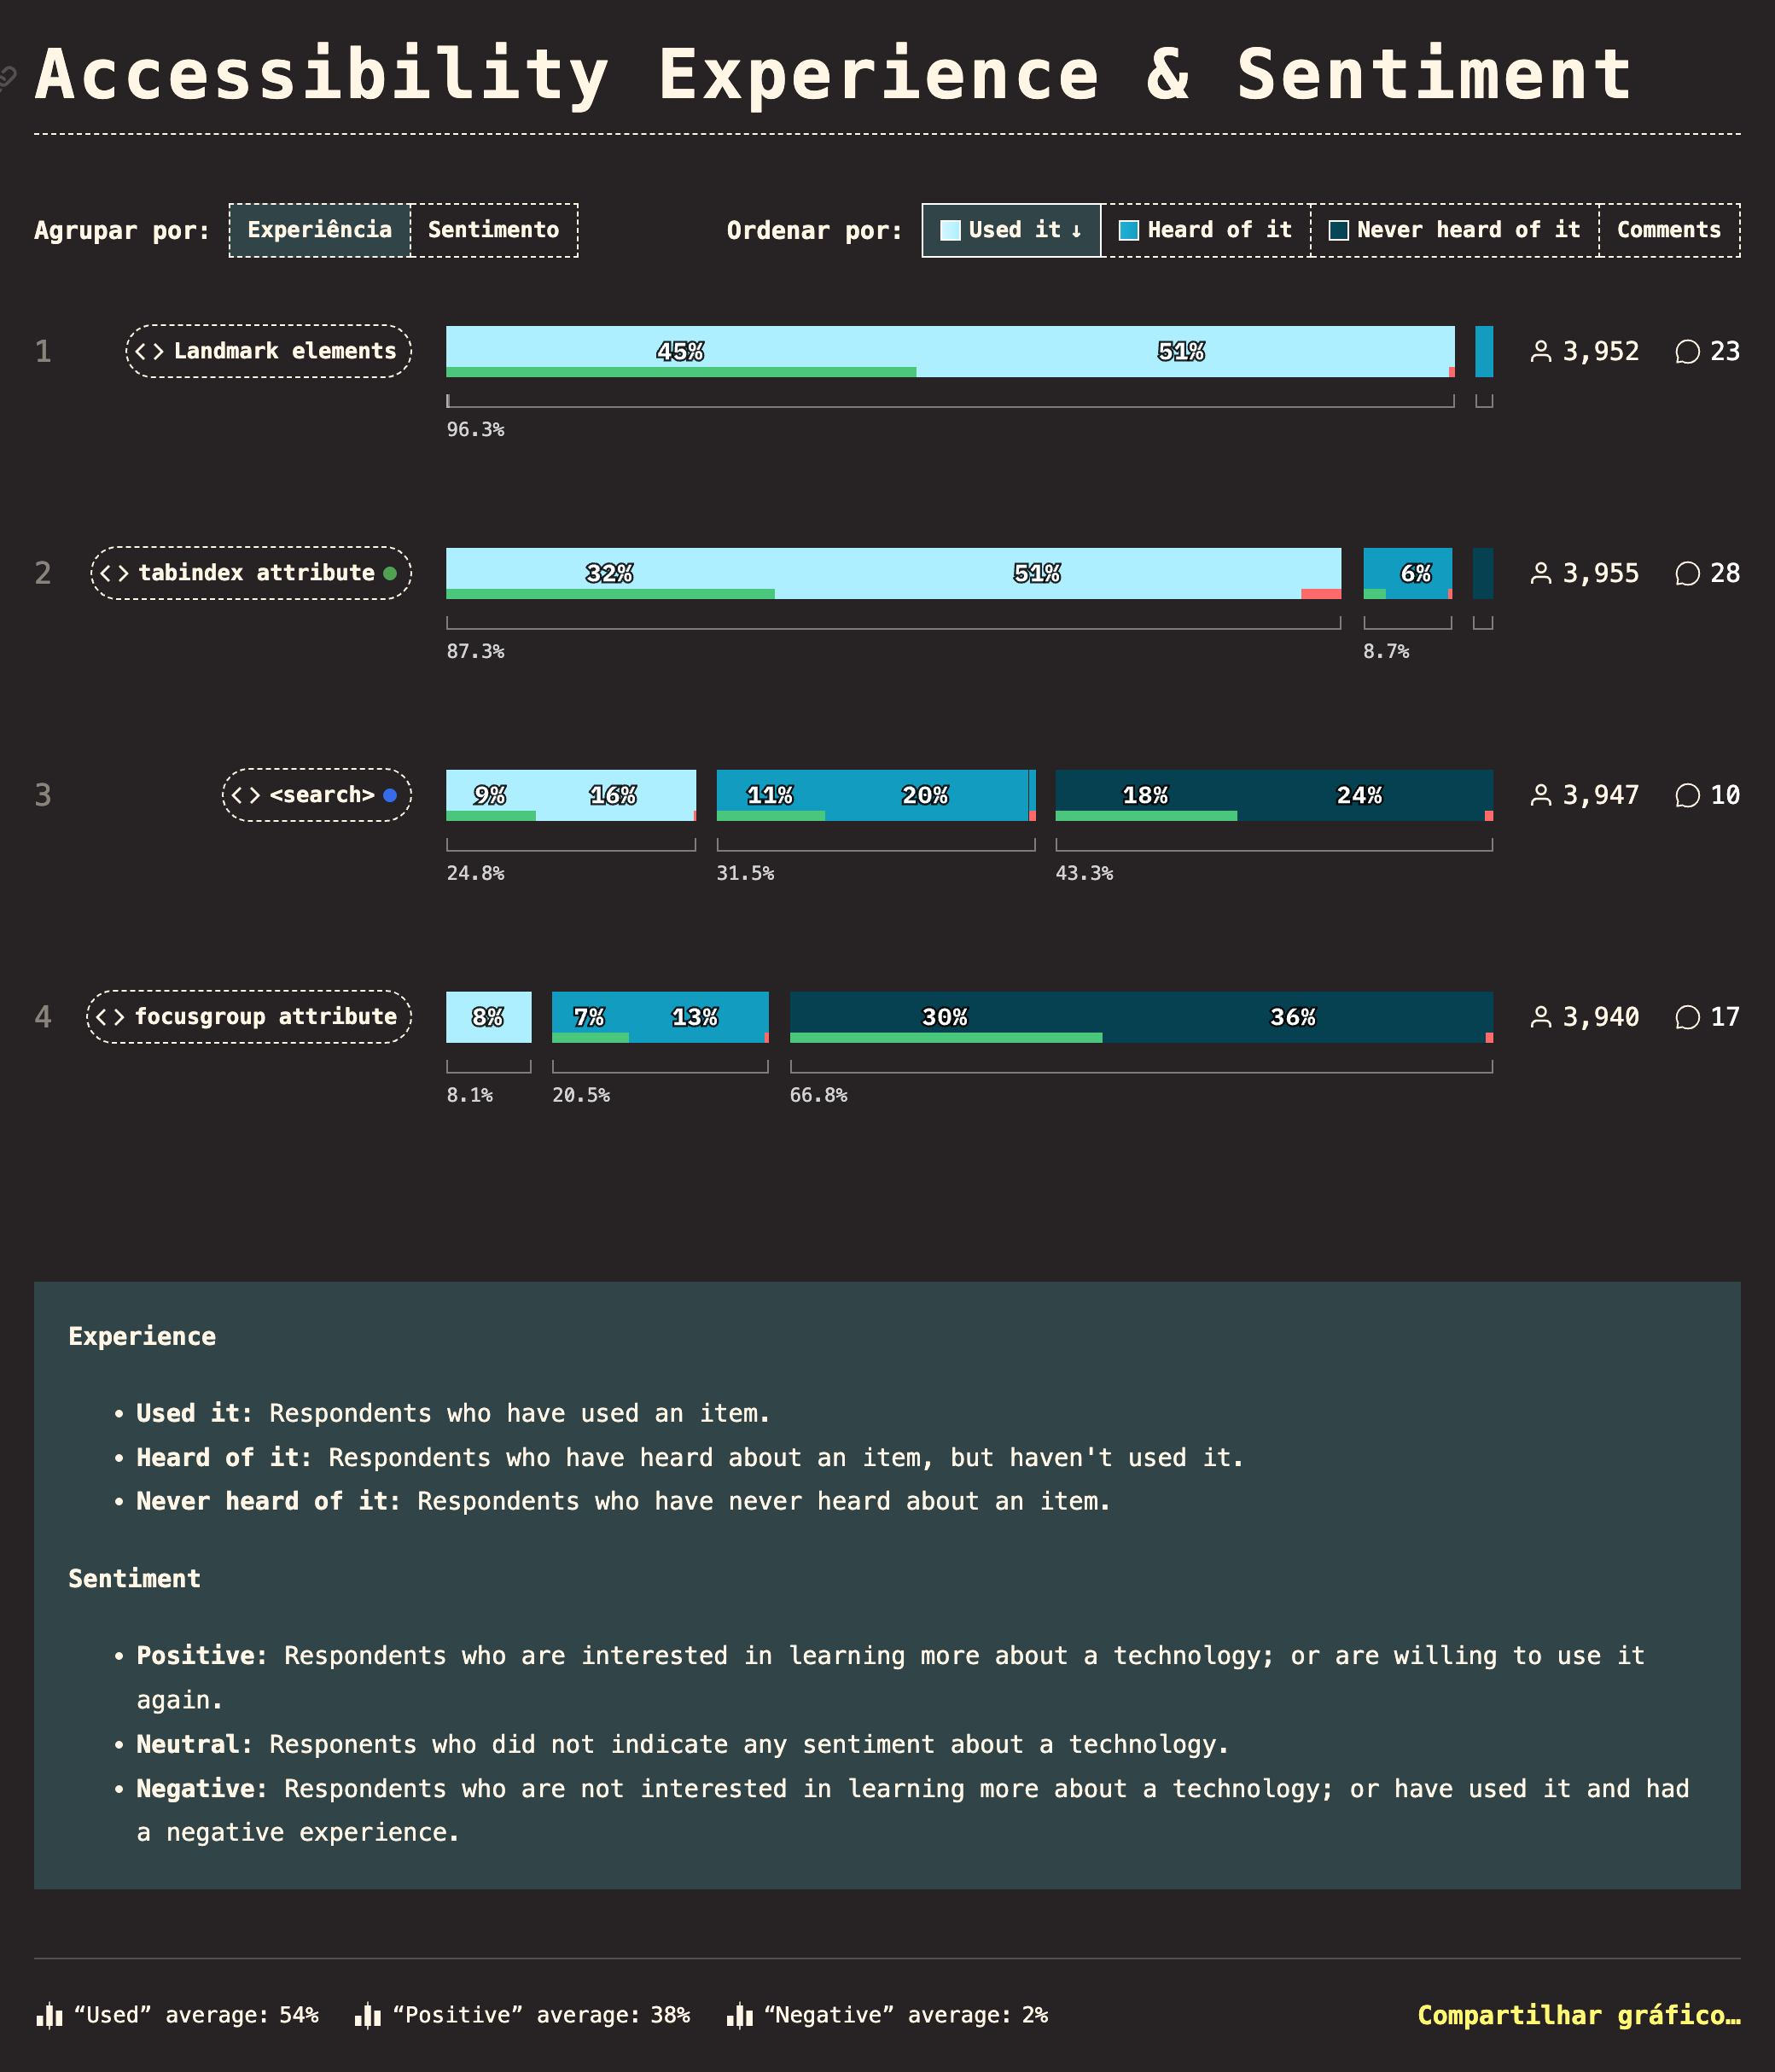 Accessibility Experience & Sentiment
Agrupar por: Experiência Sentimento Ordenar por: Used it ↓ Heard of it Never heard of it Comments
1 <> Landmark elements 45% 51% 3,952 23
96.3%
2 <> tabindex attribute 32% 51% 6% 3,955 28
87.3% 8.7%
3 <> <search> 9% 16% 11% 20% 18% 24% 3,947 10
24.8% 31.5% 43.3%
4 <> focusgroup attribute 8% 7% 13% 30% 36% 3,940 17
8.1% 20.5% 66.8%
Experience
• Used it: Respondents who have used an item.
• Heard of it: Respondents who have heard about an item, but haven't used it.
• Never heard of it: Respondents who have never heard about an item.
Sentiment
• Positive: Respondents who are interested in learning more about a technology; or are willing to use it
again.
• Neutral: Responents who did not indicate any sentiment about a technology.
• Negative: Respondents who are not interested in learning more about a technology; or have used it and had
a negative experience.
“Used” average: 54% “Positive” average: 38% “Negative” average: 2% Compartilhar gráfico…